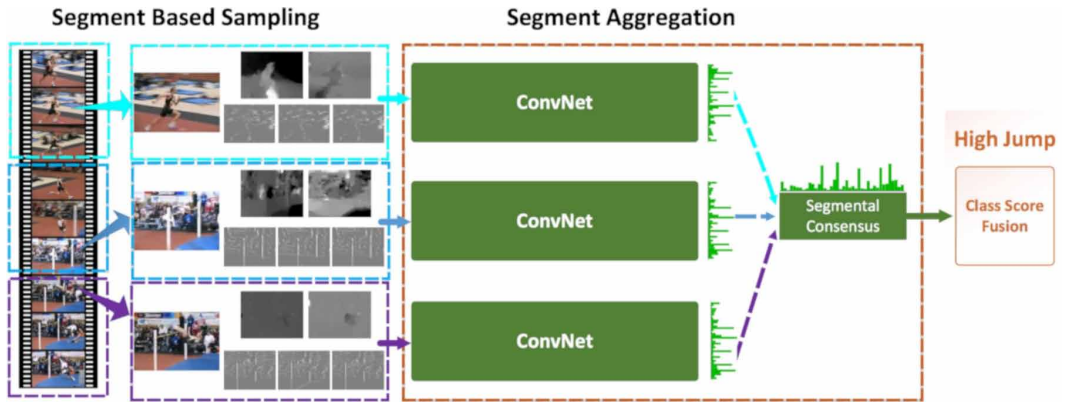 Segment Based Sampling
Segment Aggregation
ConvNet
ConvNet
ConvNet
Segmental
Consensus
High Jump
Class Score
Fusion